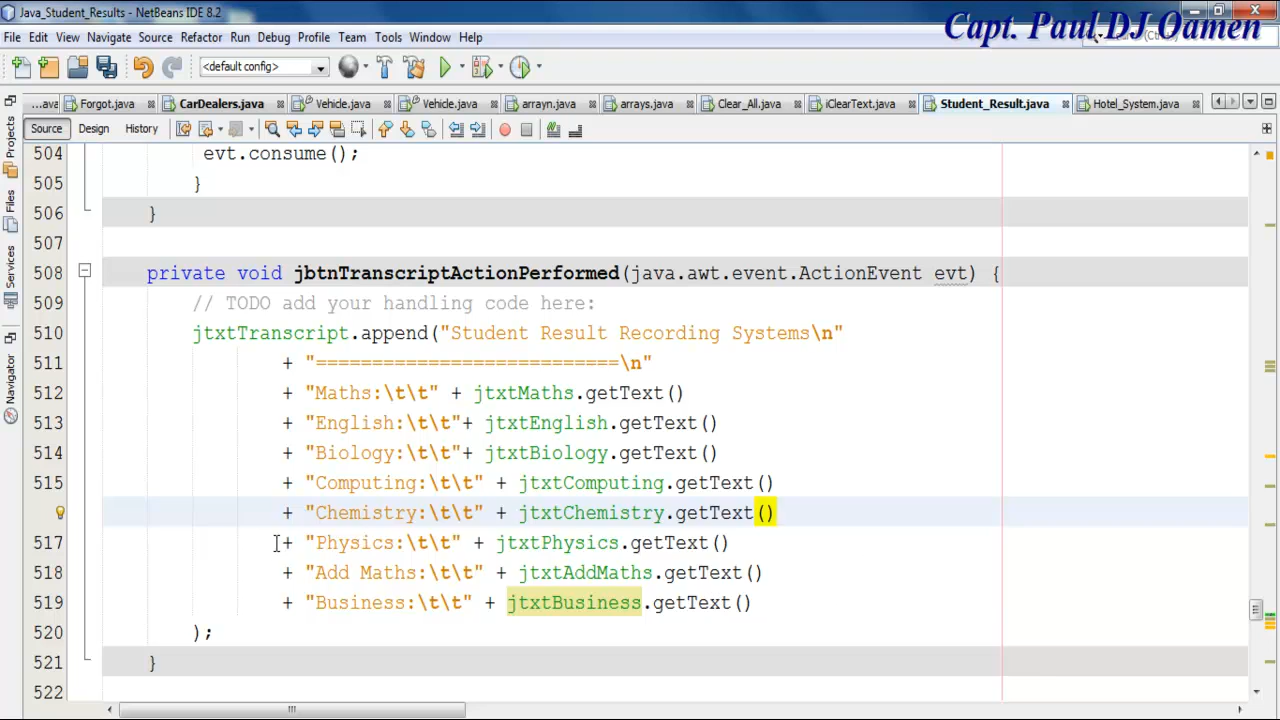 Java_Student_Results - NetBeans IDE 8.2
Capt. Paul DJ Oamen
File Edit View Navigate Source Refactor Run Debug Profile Team Tools Window Help
<default config>
...ava Forgot.java CarDealers.java Vehicle.java Vehicle.java arrayn.java arrays.java Clear_All.java iClearText.java Student_Result.java Hotel_System.java
Source Design History
Projects
Files
Services
Navigator
504 evt.consume();
505 }
506 }
507
508 private void jbtnTranscriptActionPerformed(java.awt.event.ActionEvent evt) {
509 // TODO add your handling code here:
510 jtxtTranscript.append("Student Result Recording Systems\n"
511 + "===========================\n"
512 + "Maths:\t\t" + jtxtMaths.getText()
513 + "English:\t\t"+ jtxtEnglish.getText()
514 + "Biology:\t\t"+ jtxtBiology.getText()
515 + "Computing:\t\t" + jtxtComputing.getText()
+ "Chemistry:\t\t" + jtxtChemistry.getText()
517 + "Physics:\t\t" + jtxtPhysics.getText()
518 + "Add Maths:\t\t" + jtxtAddMaths.getText()
519 + "Business:\t\t" + jtxtBusiness.getText()
520 );
521 }
522